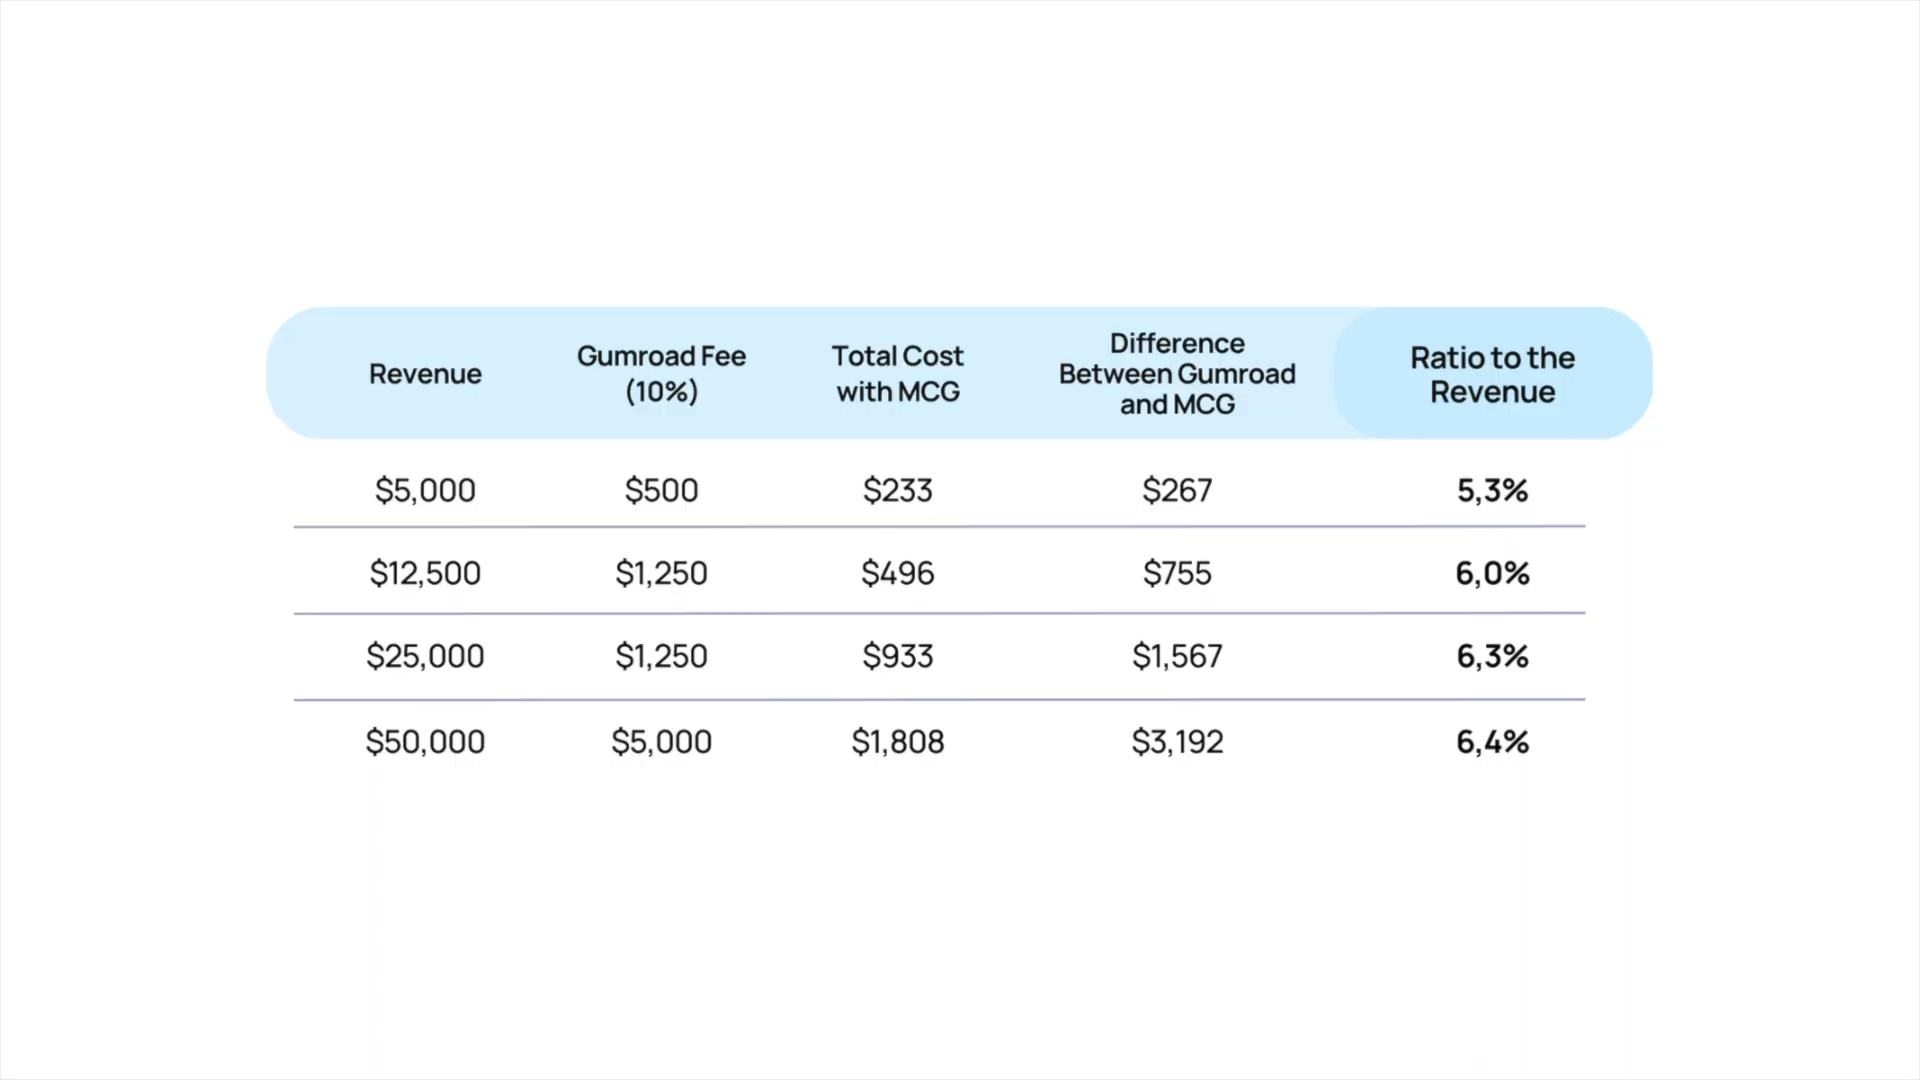 Revenue
Gumroad Fee
(10%)
Total Cost
with MCG
Difference
Between Gumroad
and MCG
Ratio to the
Revenue
$5,000 $500 $233 $267 5,3%
$12,500 $1,250 $496 $755 6,0%
$25,000 $1,250 $933 $1,567 6,3%
$50,000 $5,000 $1,808 $3,192 6,4%